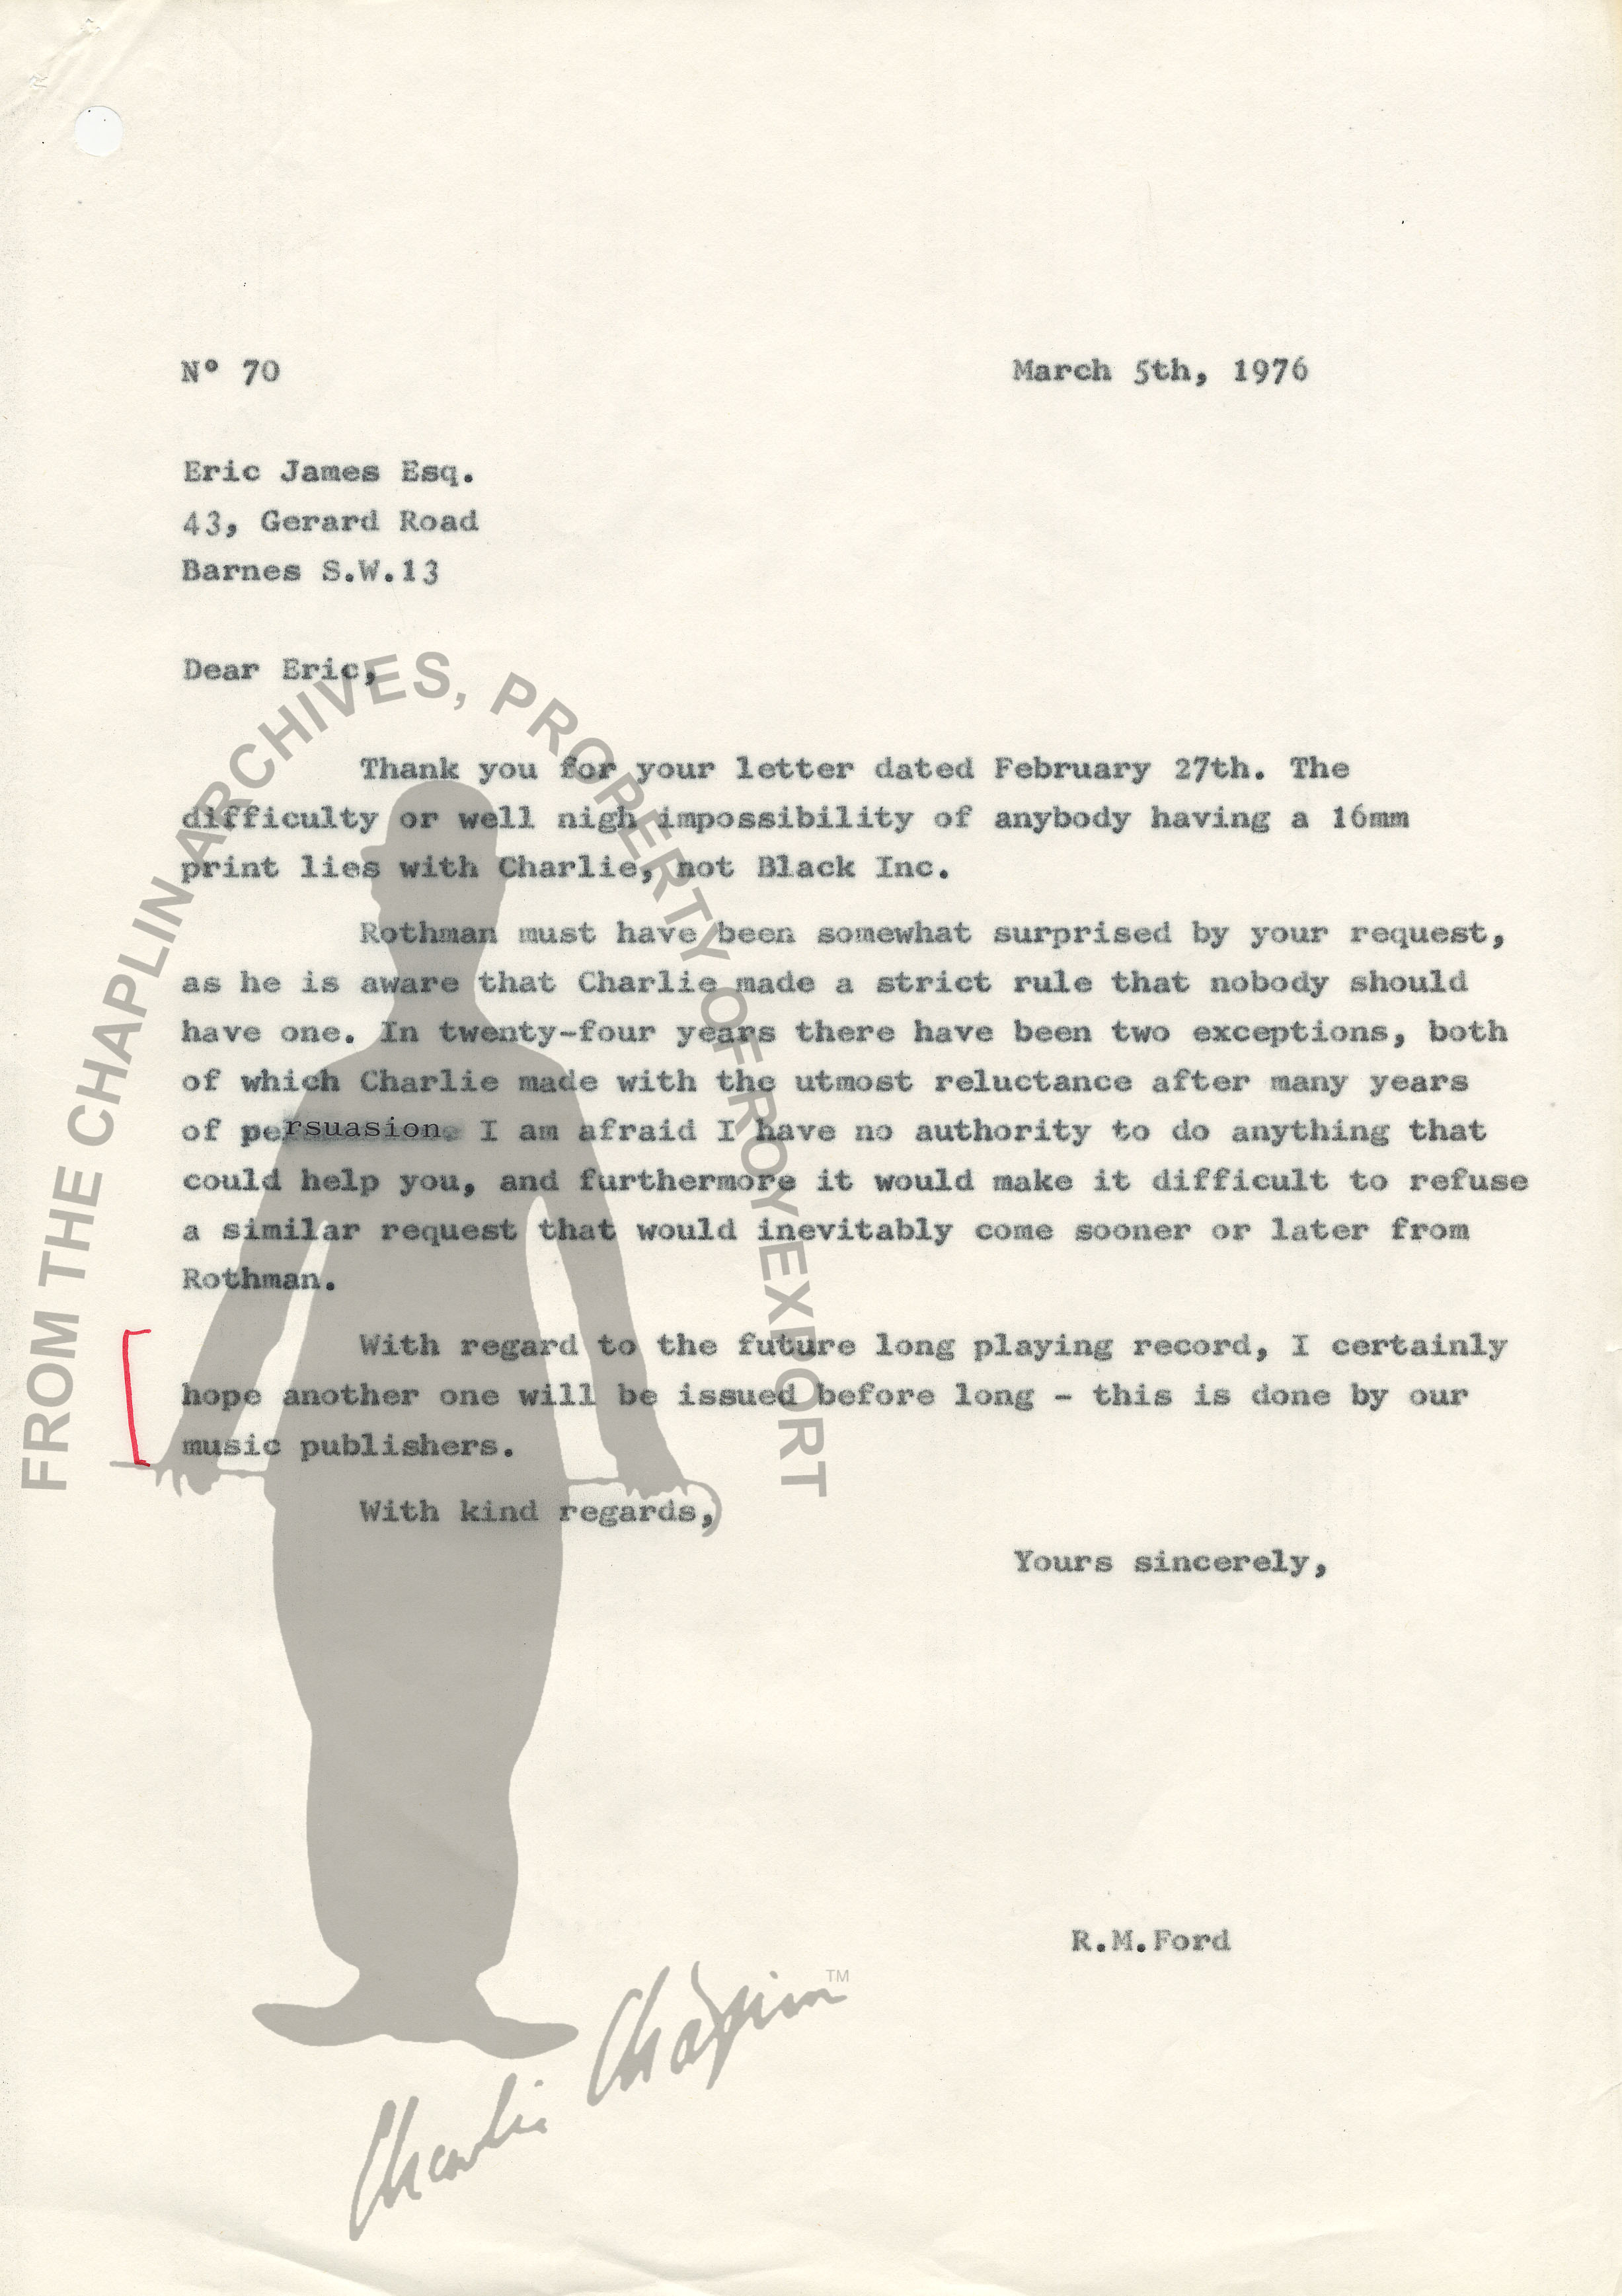 N° 70
March 5th, 1976
Eric James Esq.
43, Gerard Road
Barnes S.W.13
Dear Eric,
Thank you for your letter dated February 27th. The
difficulty or well nigh impossibility of anybody having a 16mm
print lies with Charlie, not Black Inc.
Rothman must have been somewhat surprised by your request,
as he is aware that Charlie made a strict rule that nobody should
have one. In twenty-four years there have been two exceptions, both
of which Charlie made with the utmost reluctance after many years
of persuasion. I am afraid I have no authority to do anything that
could help you, and furthermore it would make it difficult to refuse
a similar request that would inevitably come sooner or later from
Rothman.
With regard to the future long playing record, I certainly
hope another one will be issued before long - this is done by our
music publishers.
With kind regards,
Yours sincerely,
R.M.Ford
FROM THE CHAPLIN ARCHIVES, PROPERTY OF ROY EXPORT
Charlie Chaplin TM